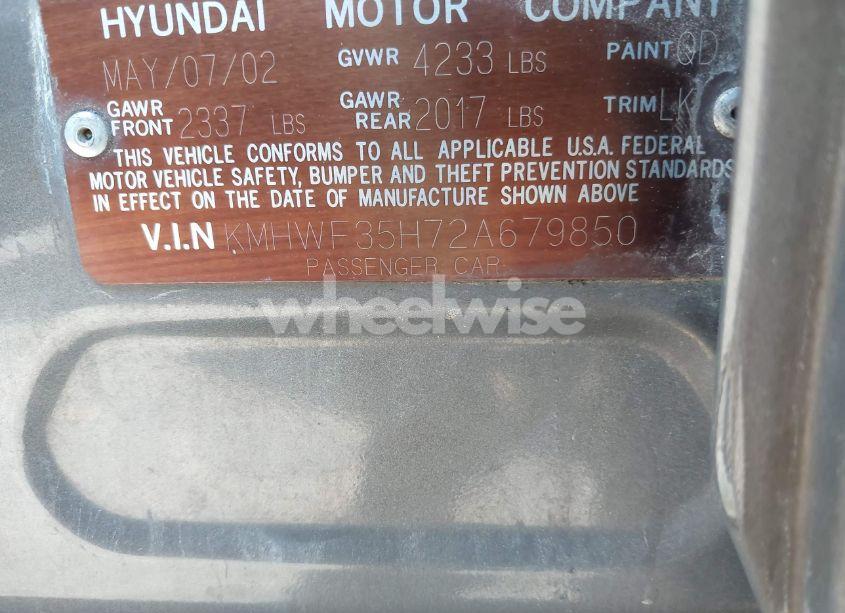 HYUNDAI MOTOR COMPANY
MAY/07/02 GVWR 4233 LBS PAINT QD
GAWR FRONT 2337 LBS GAWR REAR 2017 LBS TRIM LK
THIS VEHICLE CONFORMS TO ALL APPLICABLE U.S.A. FEDERAL
MOTOR VEHICLE SAFETY, BUMPER AND THEFT PREVENTION STANDARDS
IN EFFECT ON THE DATE OF MANUFACTURE SHOWN ABOVE
V.I.N KMHWF35H72A679850
PASSENGER CAR
wheelwise